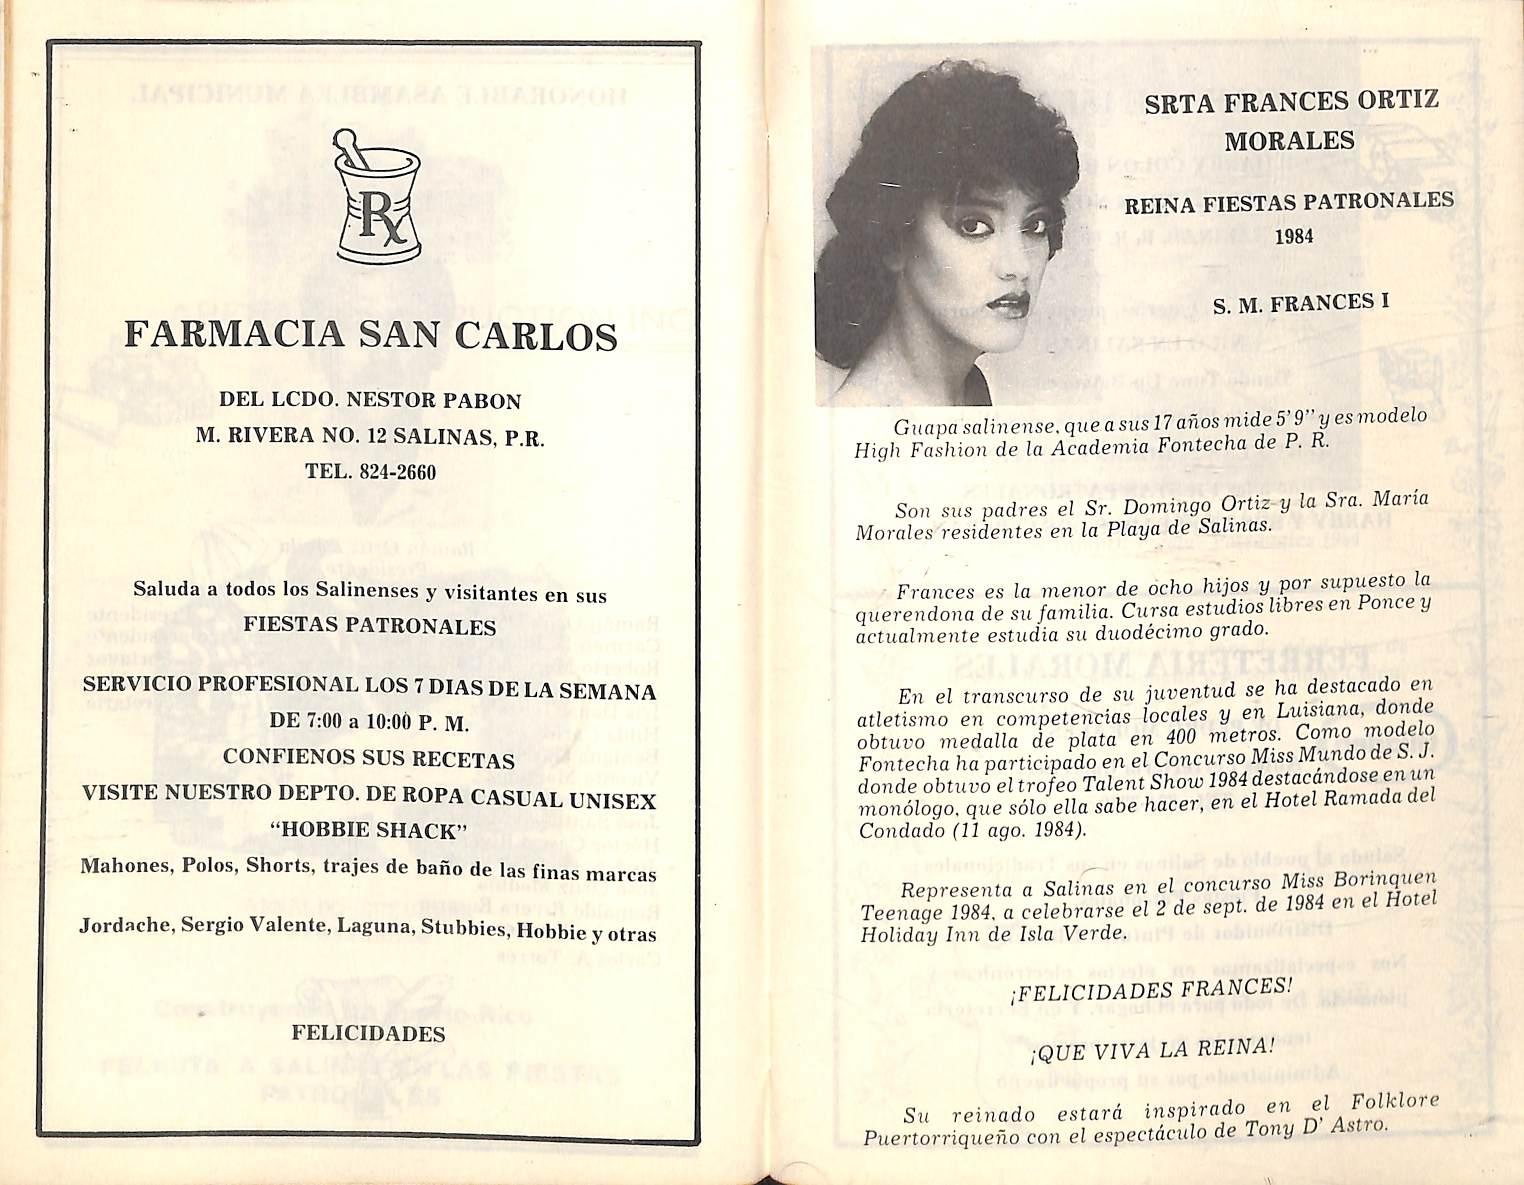 Rx
FARMACIA SAN CARLOS
DEL LCDO. NESTOR PABON
M. RIVERA NO. 12 SALINAS, P.R.
TEL. 824-2660
Saluda a todos los Salinenses y visitantes en sus
FIESTAS PATRONALES
SERVICIO PROFESIONAL LOS 7 DIAS DE LA SEMANA
DE 7:00 a 10:00 P. M.
CONFIENOS SUS RECETAS
VISITE NUESTRO DEPTO. DE ROPA CASUAL UNISEX
“HOBBIE SHACK”
Mahones, Polos, Shorts, trajes de baño de las finas marcas
Jordache, Sergio Valente, Laguna, Stubbies, Hobbie y otras
FELICIDADES
SRTA FRANCES ORTIZ
MORALES
REINA FIESTAS PATRONALES
1984
S. M. FRANCES I
Guapa salinense, que a sus 17 años mide 5’9” y es modelo
High Fashion de la Academia Fontecha de P. R.
Son sus padres el Sr. Domingo Ortiz y la Sra. María
Morales residentes en la Playa de Salinas.
Frances es la menor de ocho hijos y por supuesto la
querendona de su familia. Cursa estudios libres en Ponce y
actualmente estudia su duodécimo grado.
En el transcurso de su juventud se ha destacado en
atletismo en competencias locales y en Luisiana, donde
obtuvo medalla de plata en 400 metros. Como modelo
Fontecha ha participado en el Concurso Miss Mundo de S. J.
donde obtuvo el trofeo Talent Show 1984 destacándose en un
monólogo, que sólo ella sabe hacer, en el Hotel Ramada del
Condado (11 ago. 1984).
Representa a Salinas en el concurso Miss Borinquen
Teenage 1984, a celebrarse el 2 de sept. de 1984 en el Hotel
Holiday Inn de Isla Verde.
¡FELICIDADES FRANCES!
¡QUE VIVA LA REINA!
Su reinado estará inspirado en el Folklore
Puertorriqueño con el espectáculo de Tony D’ Astro.